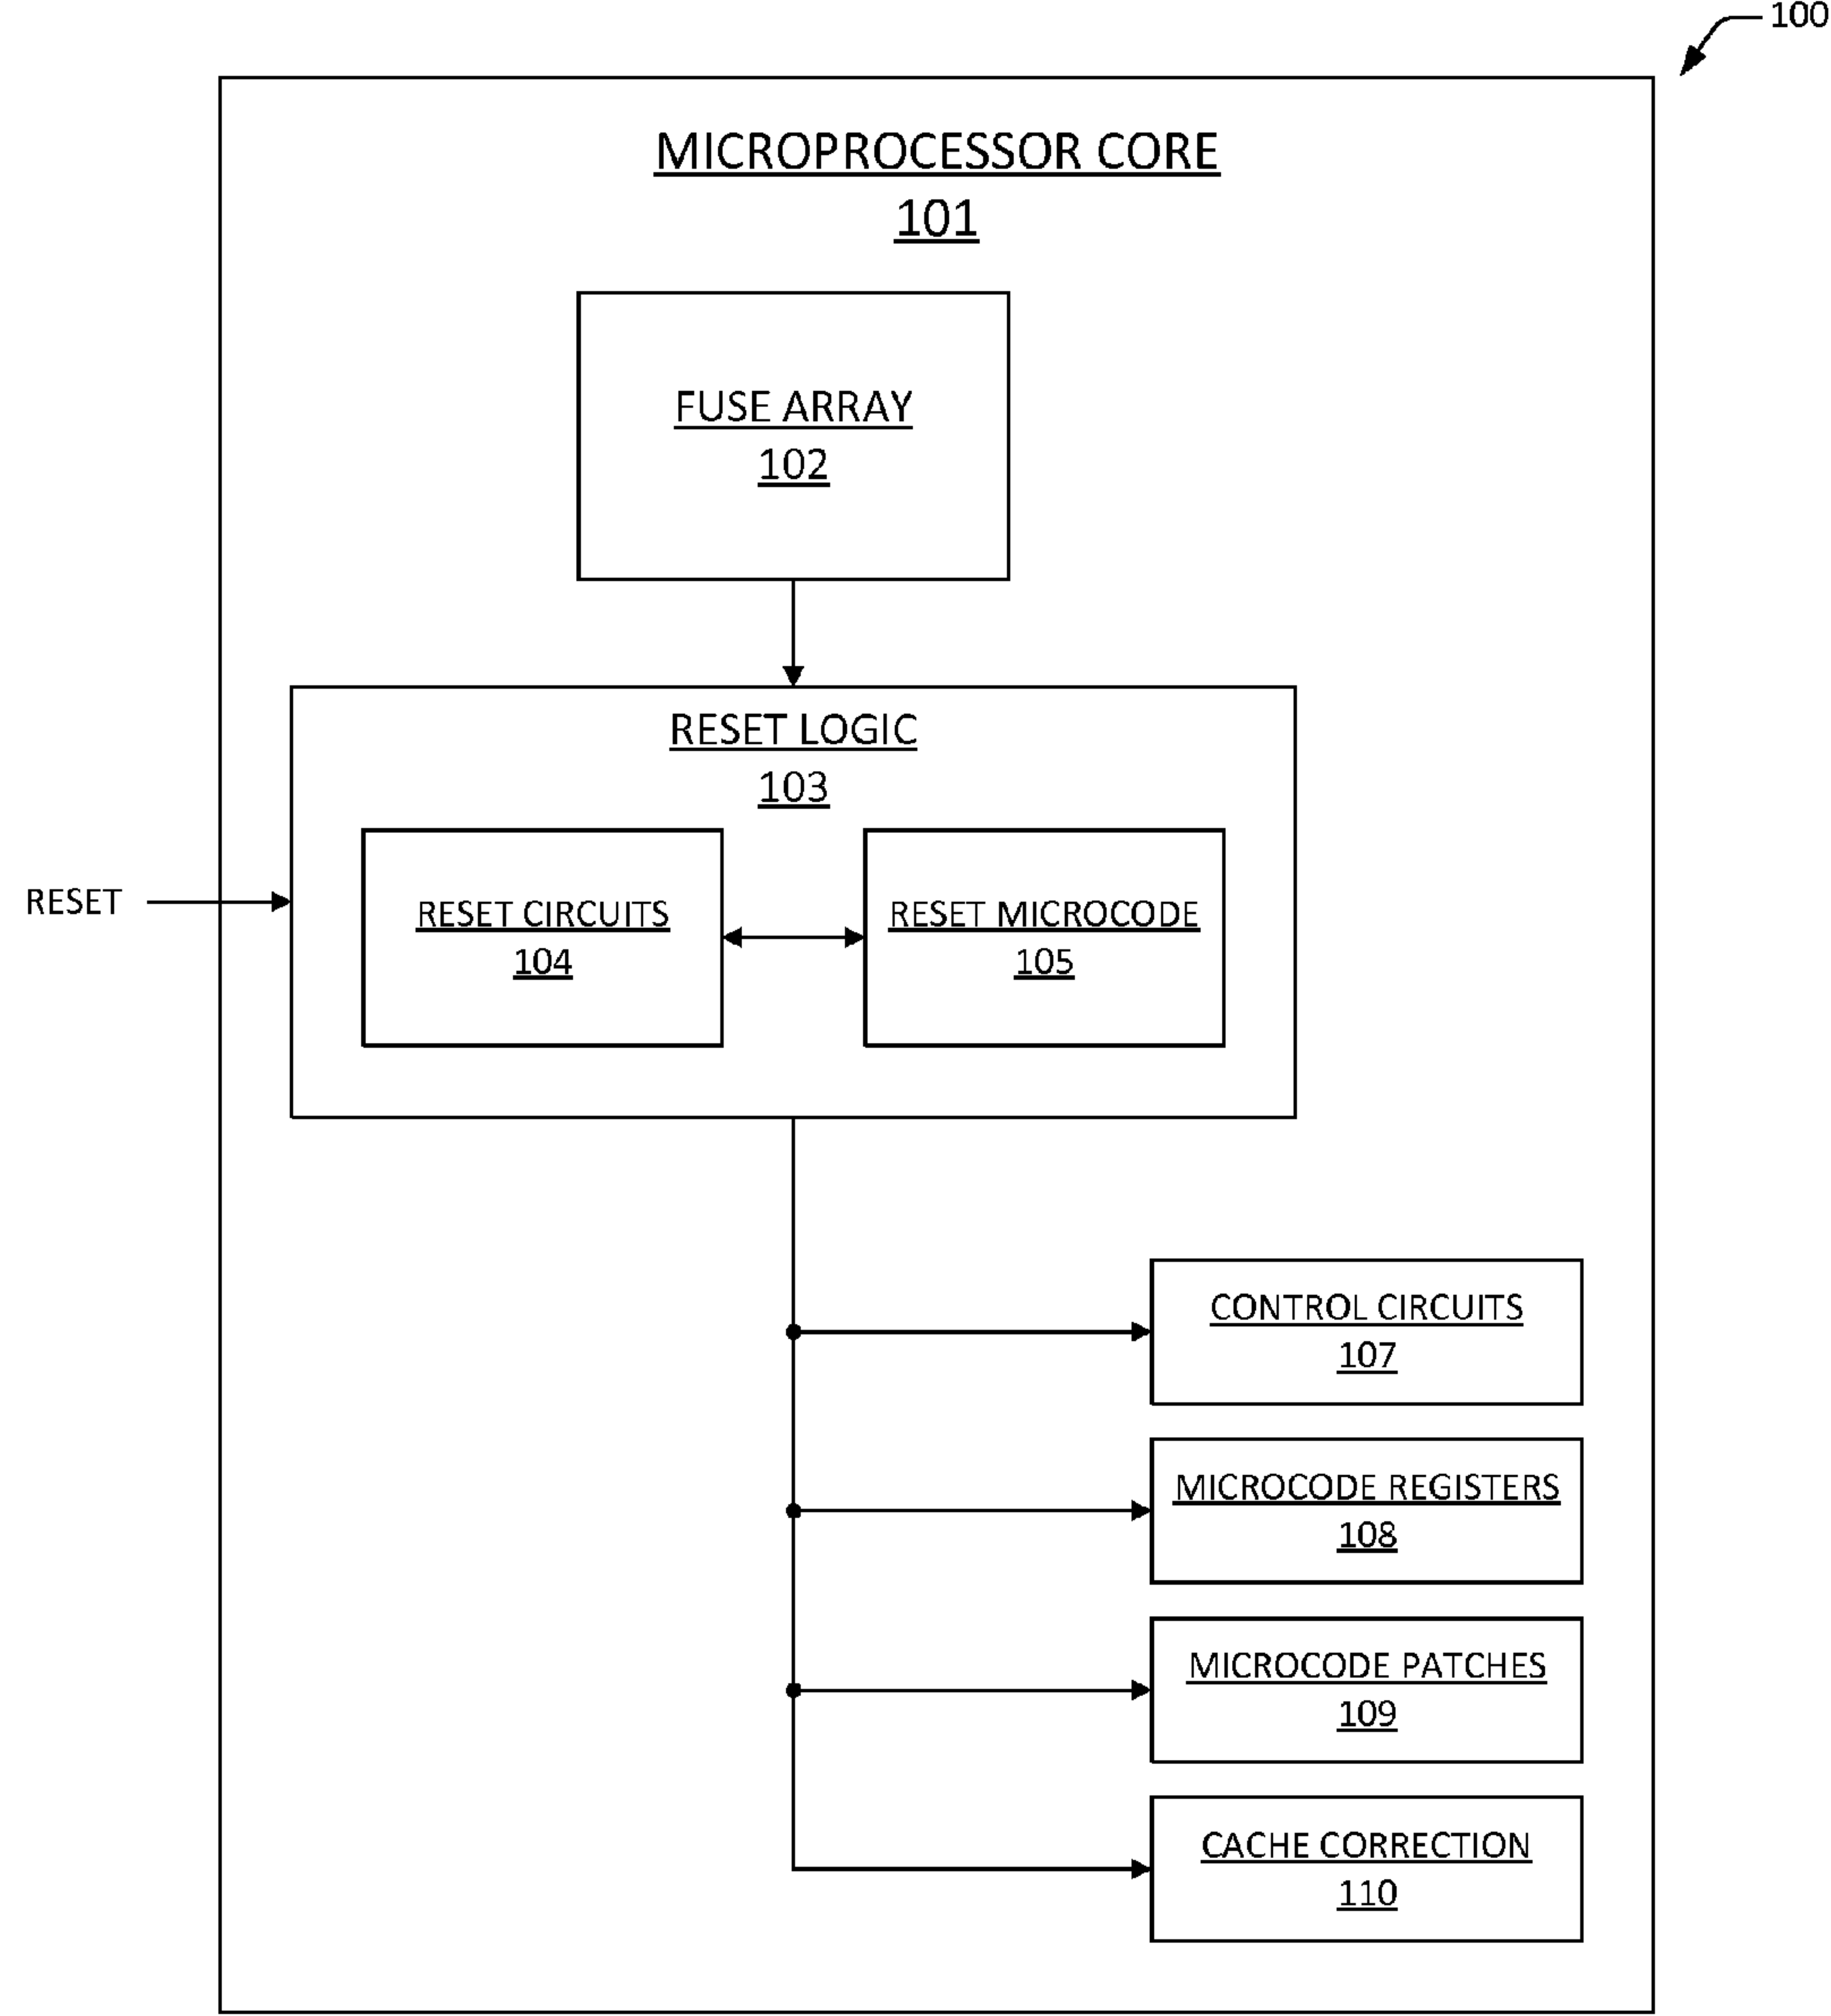 100
MICROPROCESSOR CORE
101
FUSE ARRAY
102
RESET LOGIC
103
RESET
RESET CIRCUITS
104
RESET MICROCODE
105
CONTROL CIRCUITS
107
MICROCODE REGISTERS
108
MICROCODE PATCHES
109
CACHE CORRECTION
110